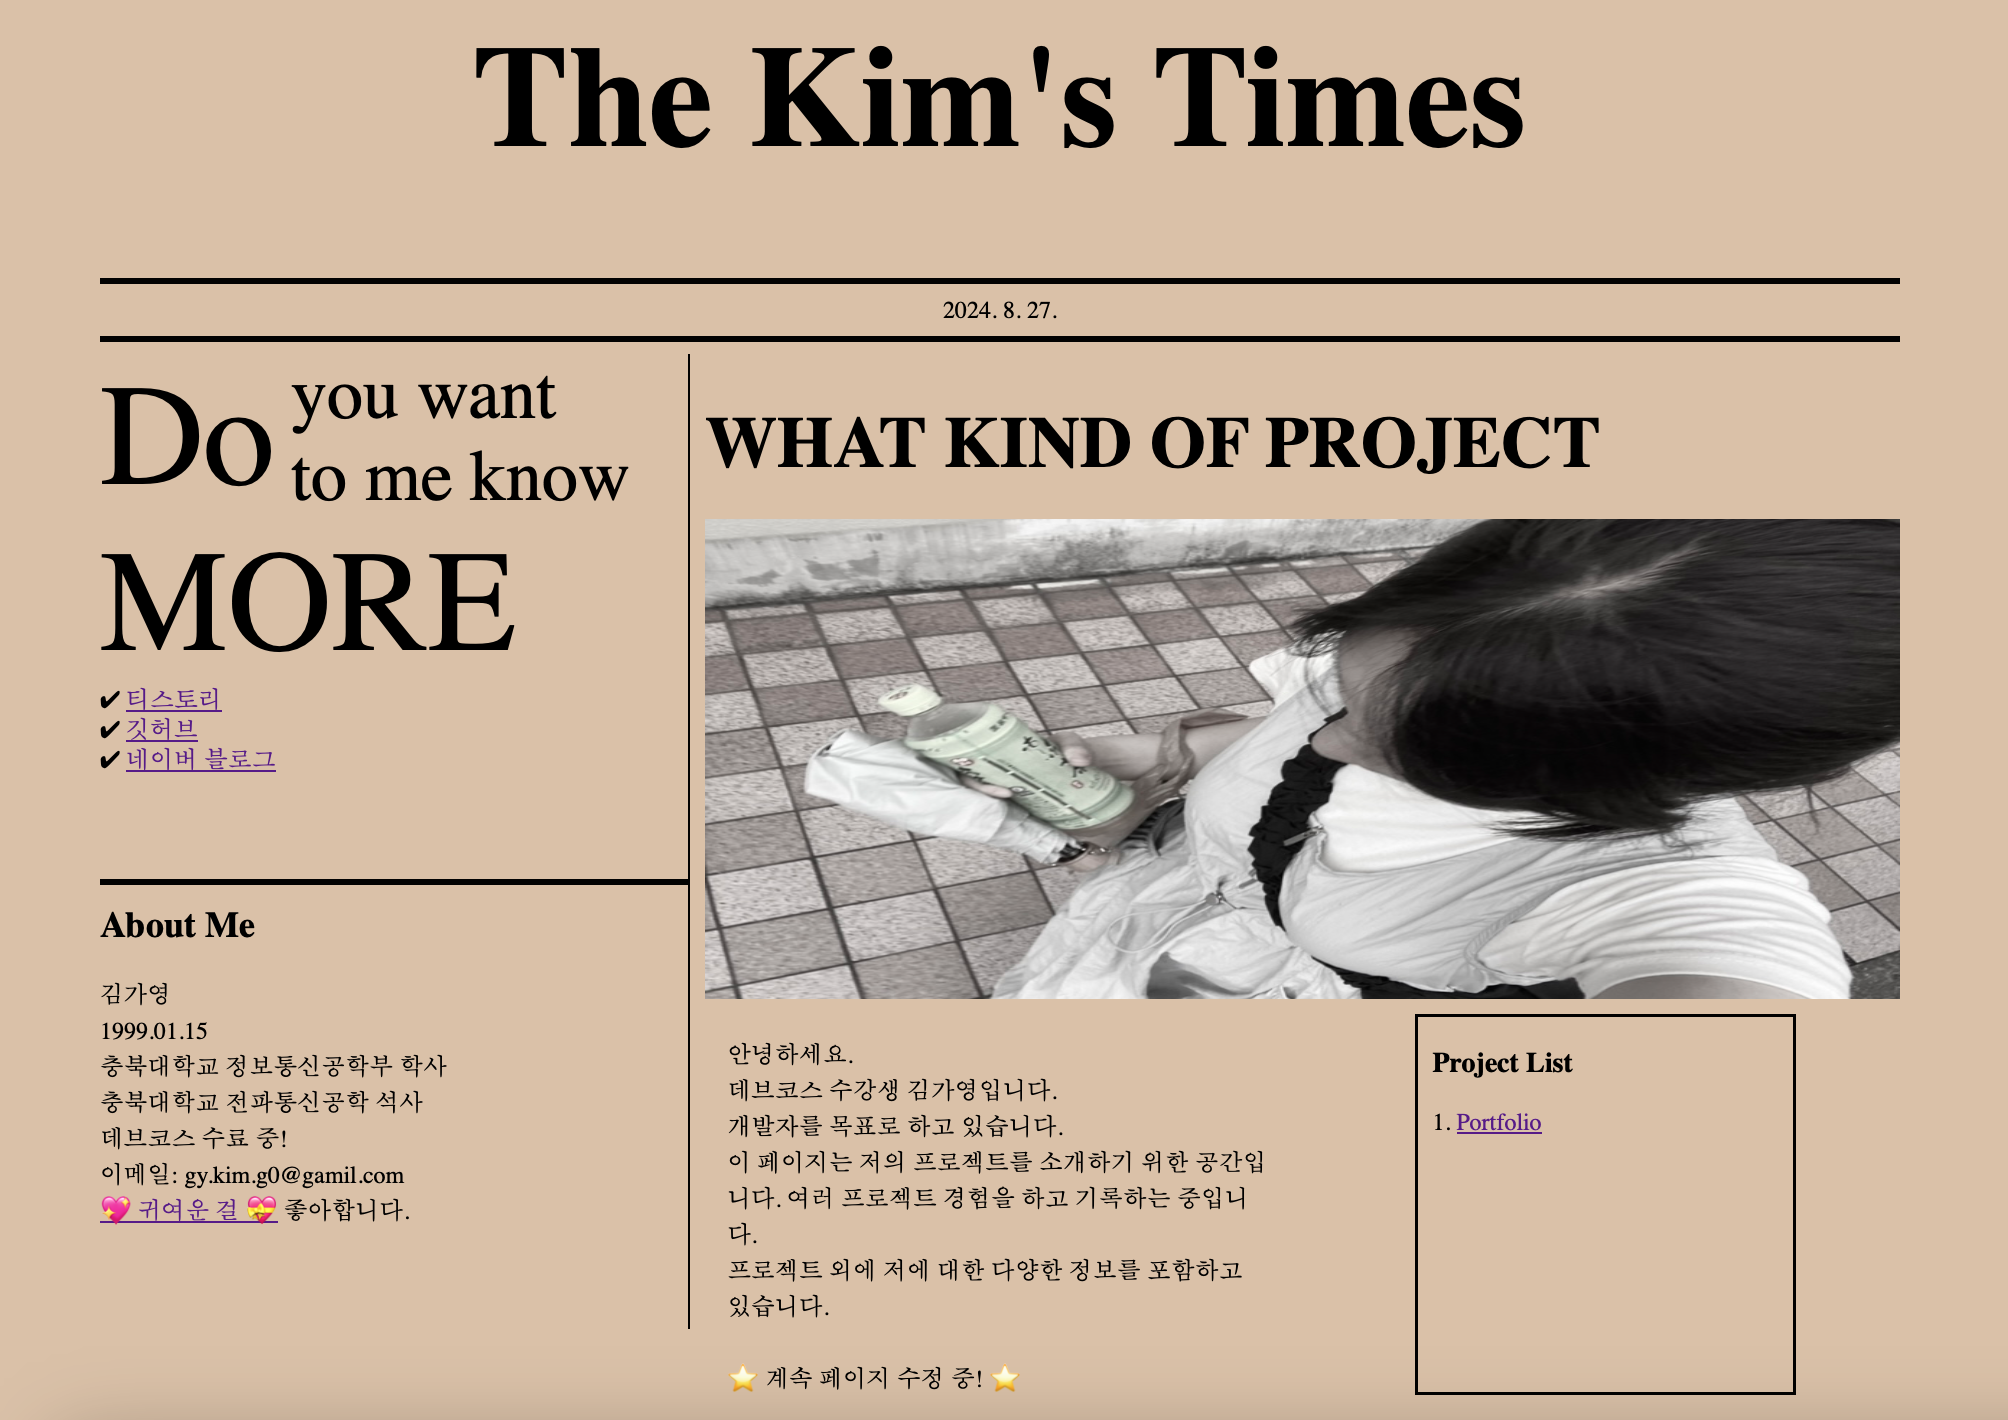 The Kim's Times
2024. 8. 27.
Do you want
to me know
MORE
✔ 티스토리
✔ 깃허브
✔ 네이버 블로그
About Me
김가영
1999.01.15
충북대학교 정보통신공학부 학사
충북대학교 전파통신공학 석사
데브코스 수료 중!
이메일: gy.kim.g0@gamil.com
💖 귀여운 걸 💝 좋아합니다.
WHAT KIND OF PROJECT
안녕하세요.
데브코스 수강생 김가영입니다.
개발자를 목표로 하고 있습니다.
이 페이지는 저의 프로젝트를 소개하기 위한 공간입
니다. 여러 프로젝트 경험을 하고 기록하는 중입니
다.
프로젝트 외에 저에 대한 다양한 정보를 포함하고
있습니다.
⭐ 계속 페이지 수정 중! ⭐
Project List
1. Portfolio